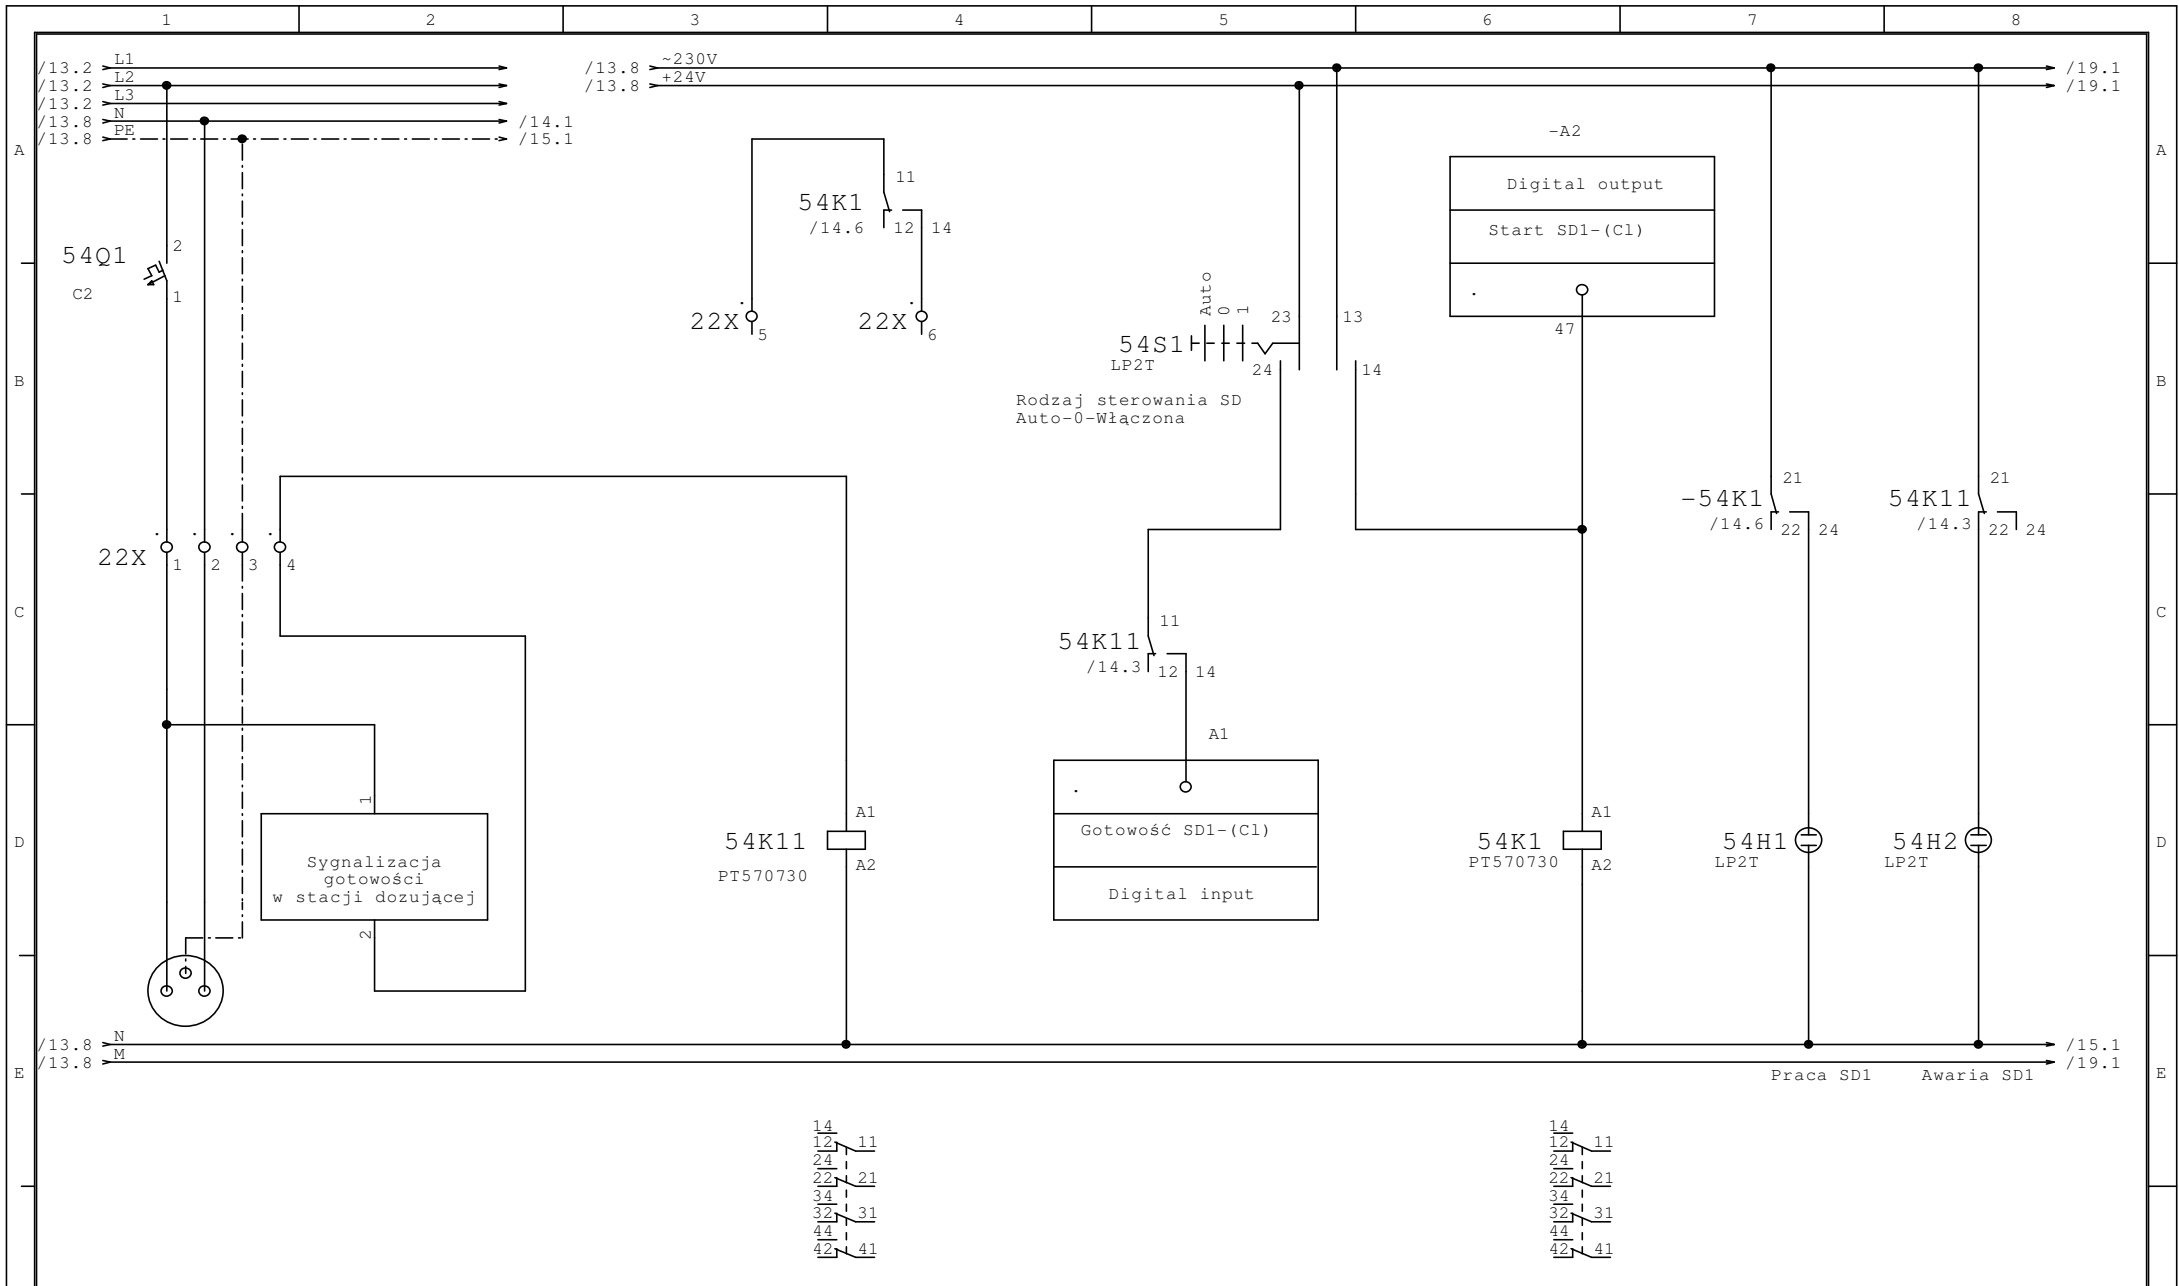 1 2 3 4 5 6 7 8
/13.2 L1
/13.2 L2
/13.2 L3
/13.8 N /14.1
/13.8 PE /15.1
/13.8 ~230V /19.1
/13.8 +24V /19.1
A A
-A2
Digital output
Start SD1-(Cl)
.
47
11
54K1
/14.6 12 14
2
54Q1
C2 1
. .
22X 5 22X 6
Auto 0 1 23 13
54S1
LP2T 24 14
B B
Rodzaj sterowania SD
Auto-0-Włączona
21 21
-54K1 54K11
/14.6 22 24 /14.3 22 24
. . . .
22X 1 2 3 4
C C
11
54K11
/14.3 12 14
A1
.
Gotowość SD1-(Cl)
Digital input
1
Sygnalizacja
gotowości
w stacji dozującej
2
A1 A1
D 54K11 54K1 54H1 54H2 D
PT570730 A2 PT570730 A2 LP2T LP2T
/13.8 N /15.1
/13.8 M /19.1
E Praca SD1 Awaria SD1 E
14 14
12 11 12 11
24 24
22 21 22 21
34 34
32 31 32 31
44 44
42 41 42 41